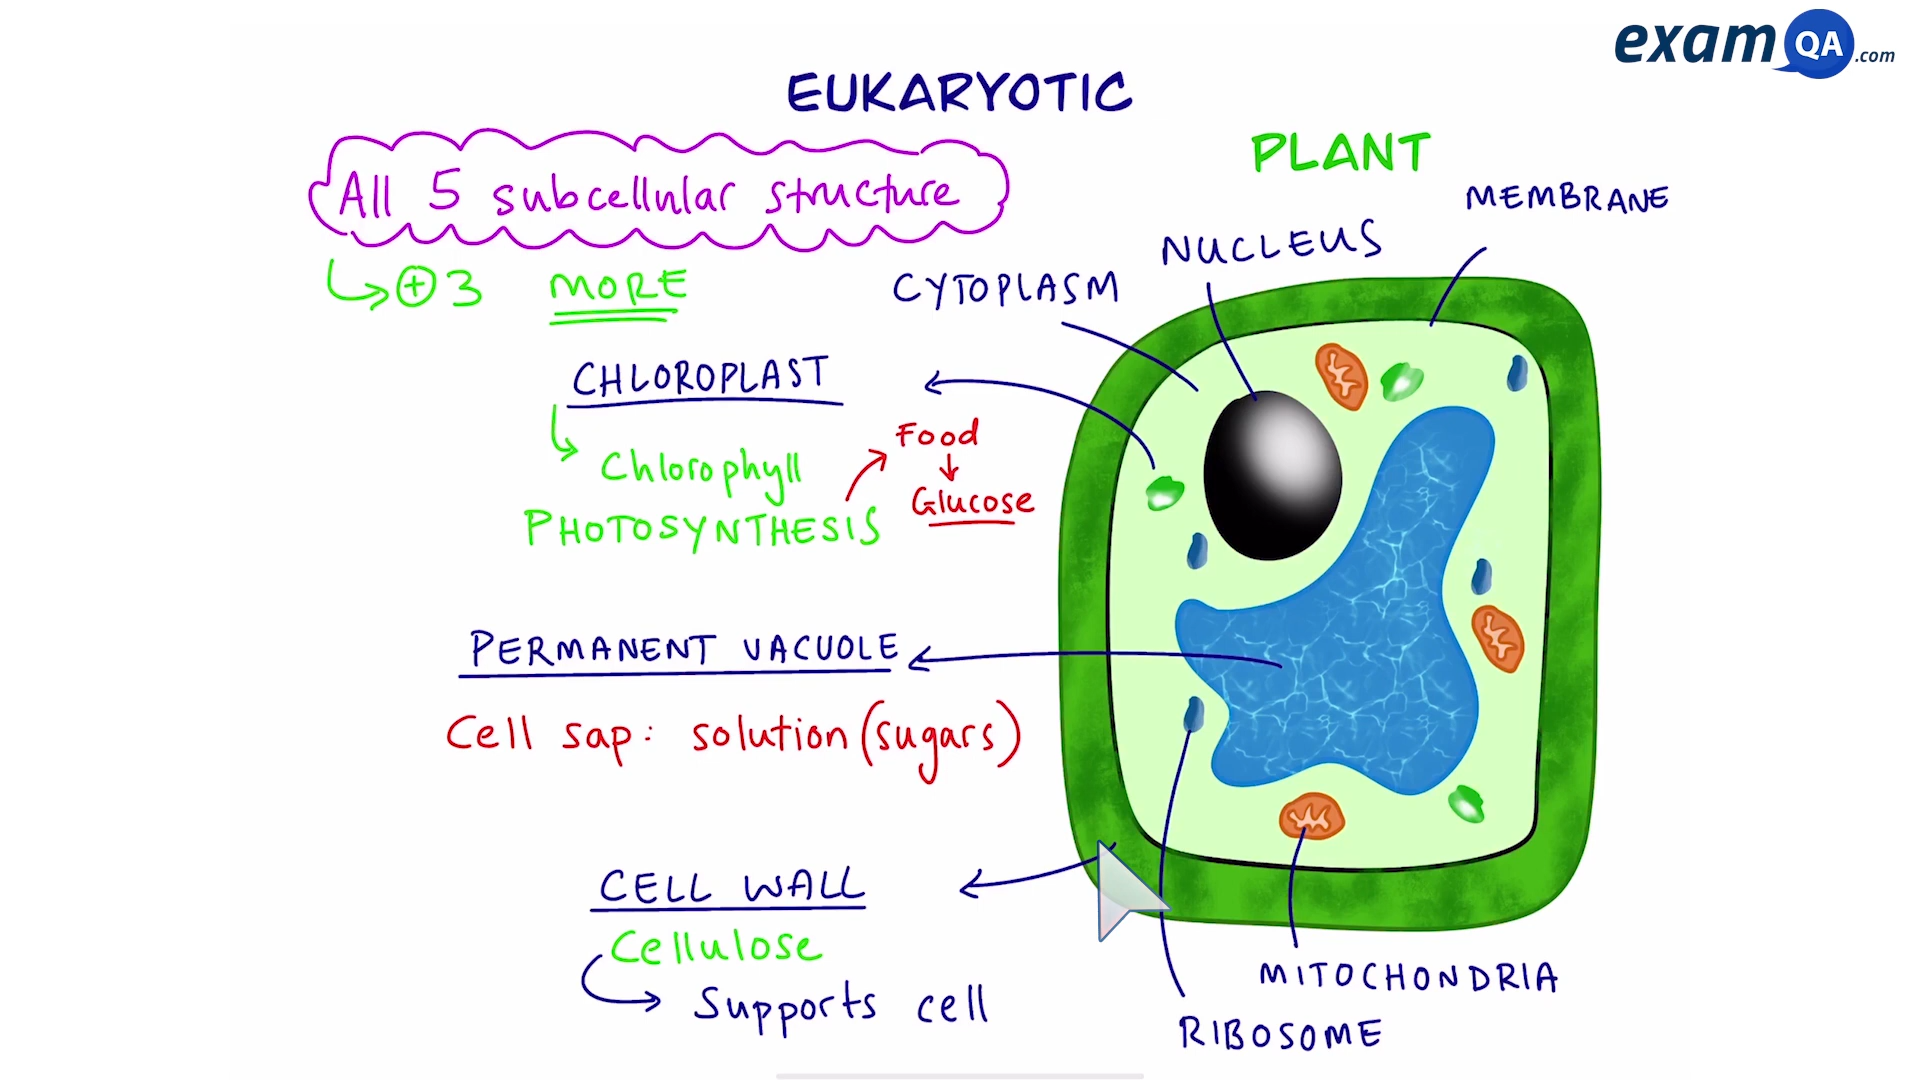 examQA.com
EUKARYOTIC
PLANT
All 5 subcellular structure
+ 3 MORE
MEMBRANE
NUCLEUS
CYTOPLASM
CHLOROPLAST
Chlorophyll
PHOTOSYNTHESIS
Food
Glucose
PERMANENT VACUOLE
Cell sap: solution (sugars)
CELL WALL
Cellulose
Supports cell
MITOCHONDRIA
RIBOSOME